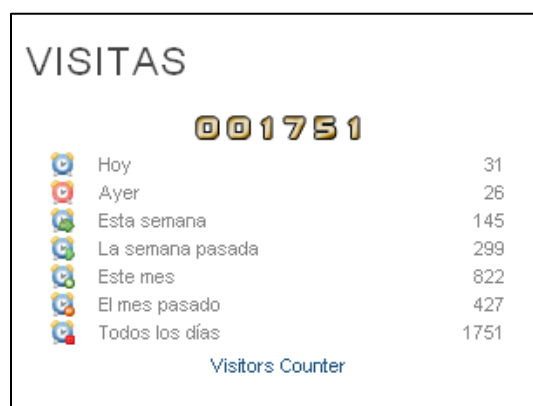 VISITAS
001751
Hoy 31
Ayer 26
Esta semana 145
La semana pasada 299
Este mes 822
El mes pasado 427
Todos los días 1751
Visitors Counter